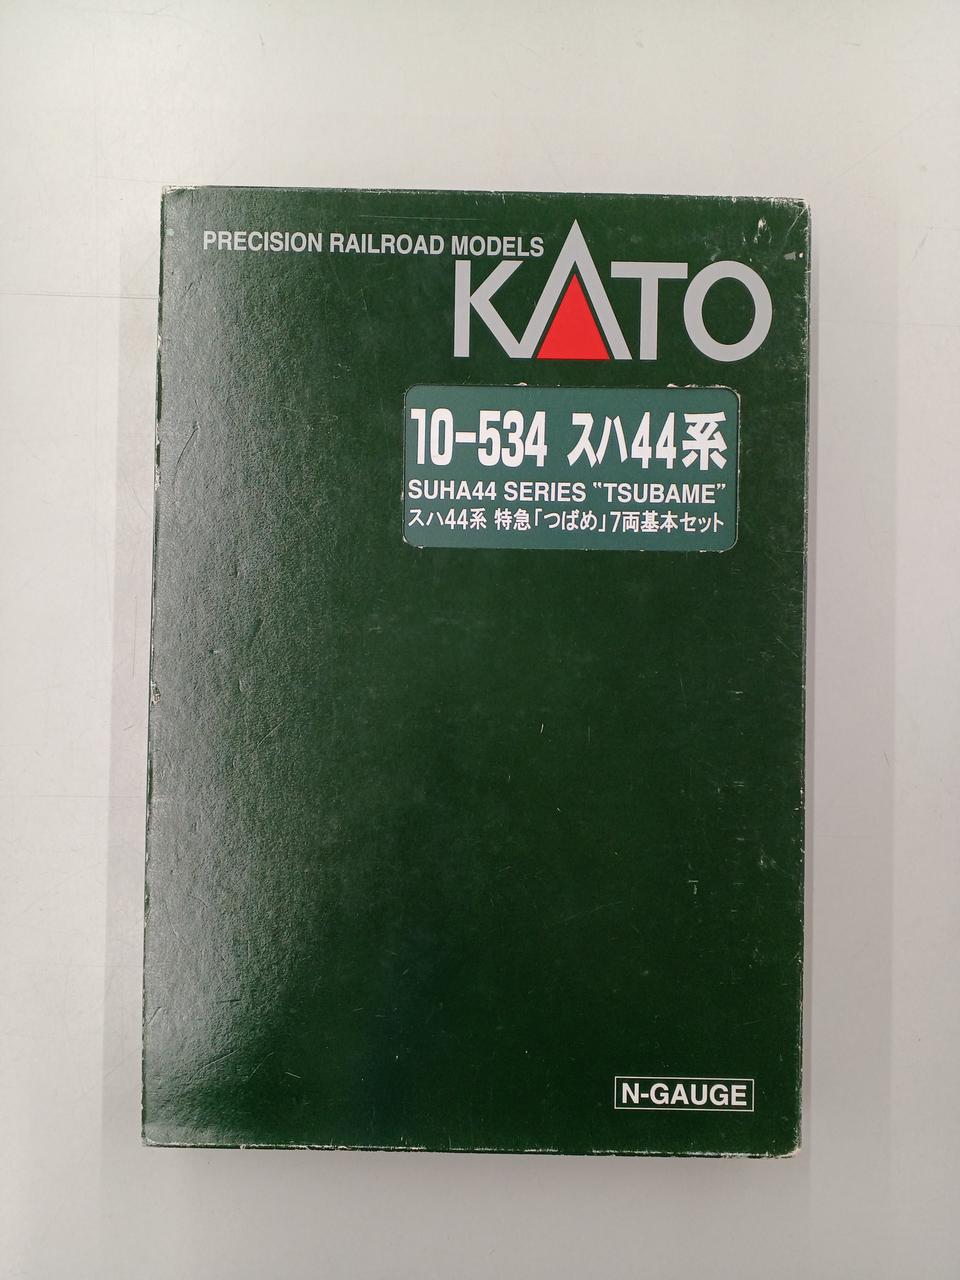 PRECISION RAILROAD MODELS
KATO
10-534 スハ44系
SUHA44 SERIES “TSUBAME”
スハ44系 特急「つばめ」7両基本セット
N-GAUGE